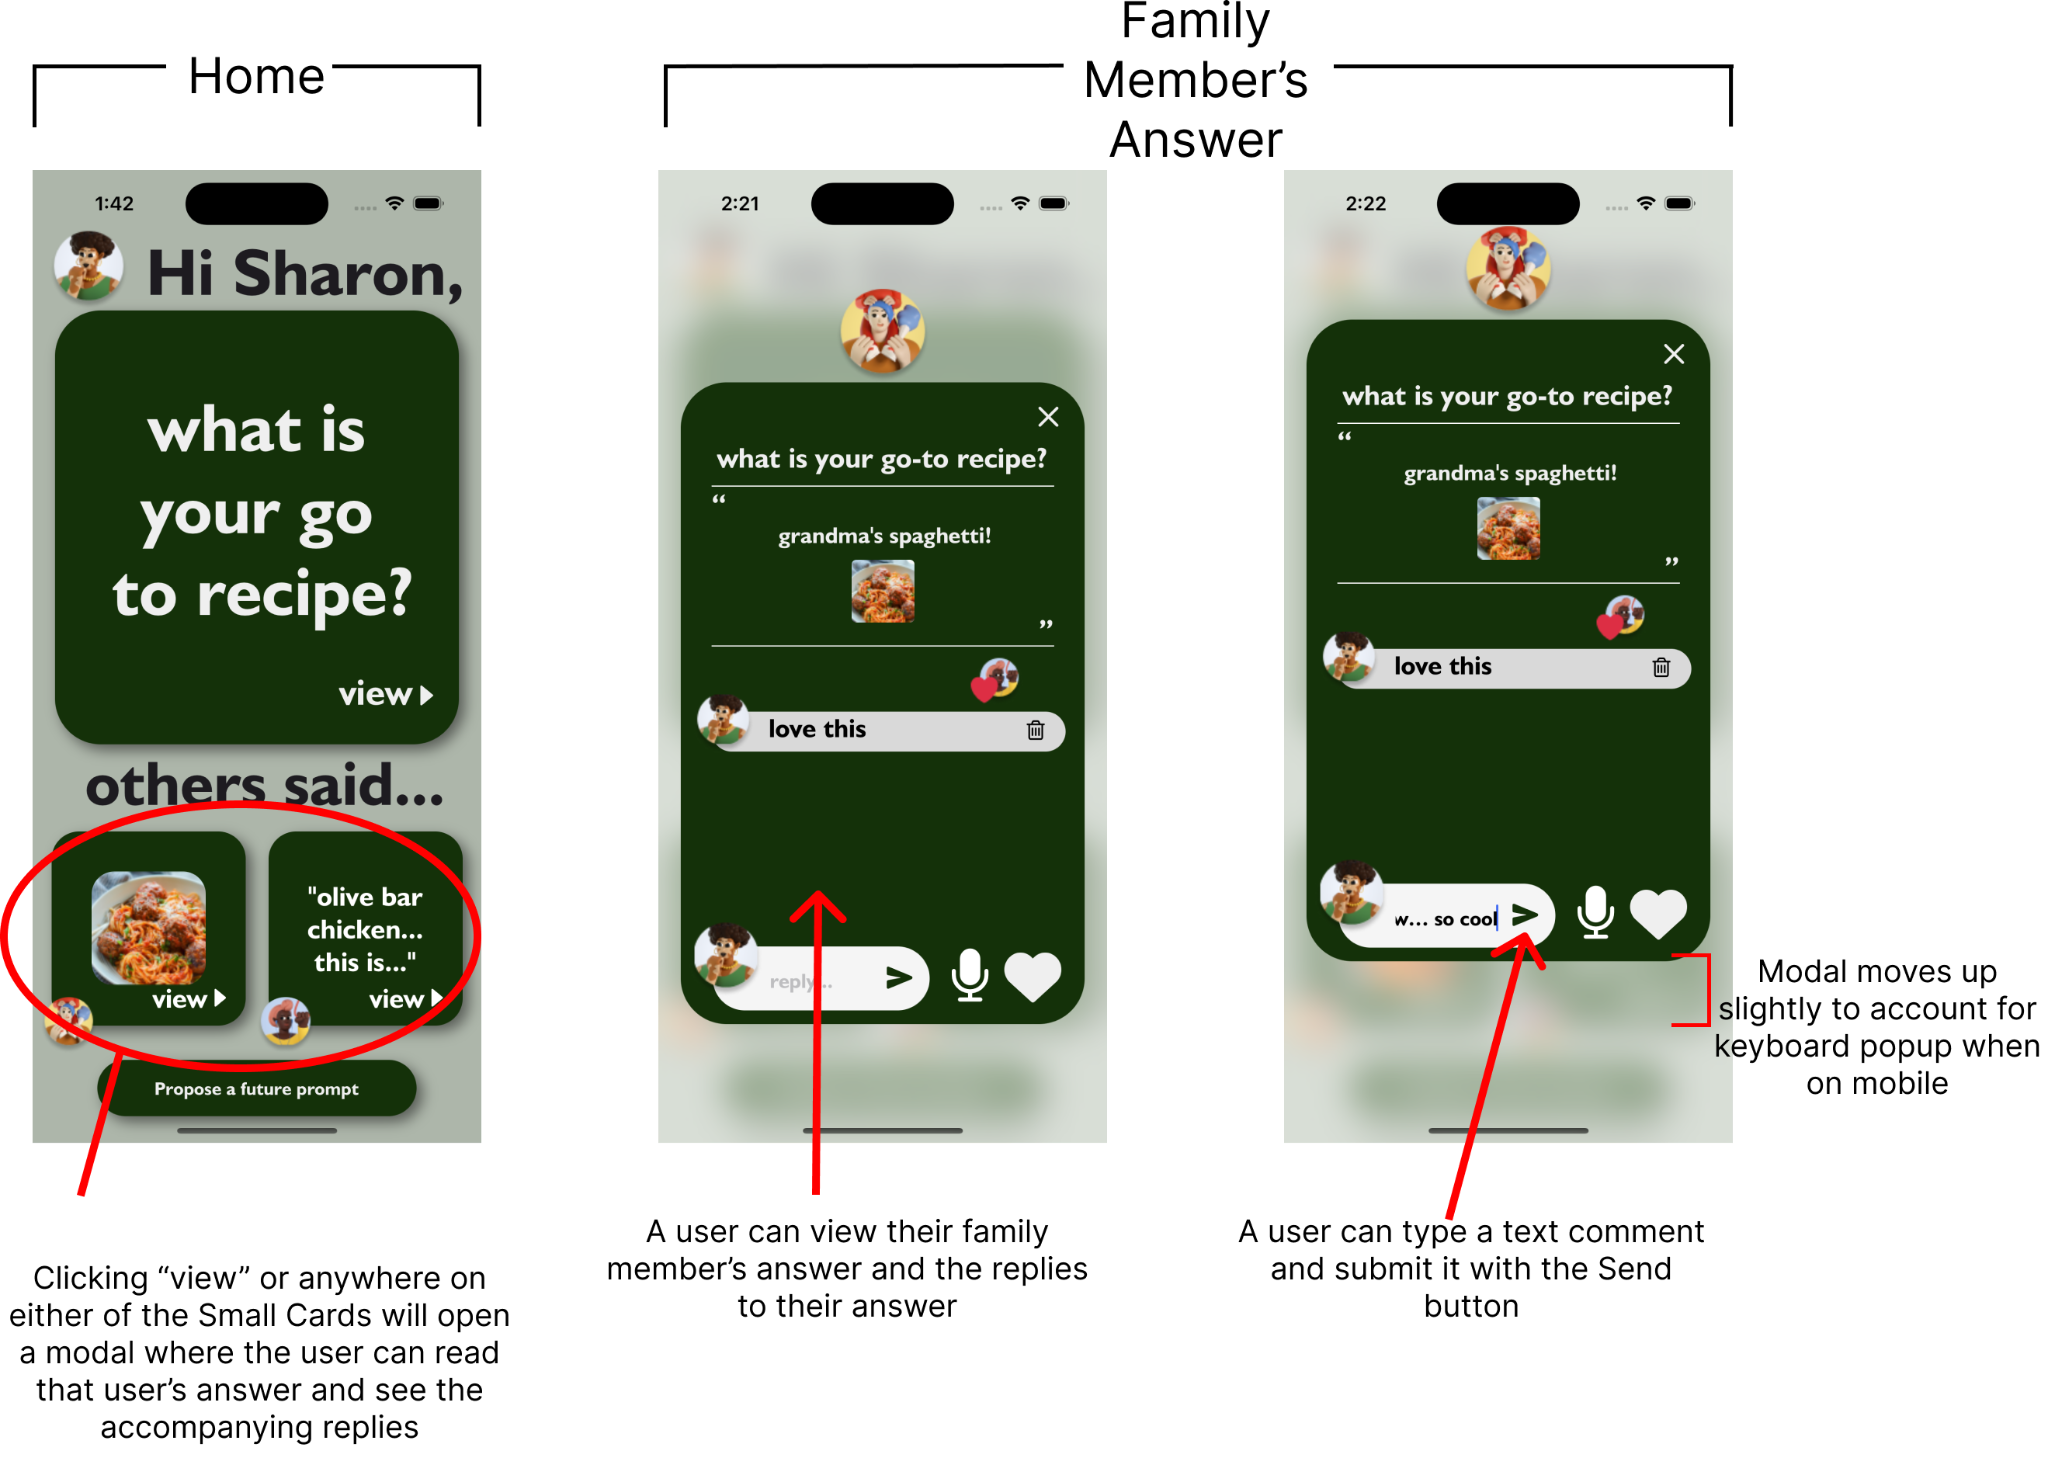 Home
Family
Member’s
Answer
1:42
Hi Sharon,
what is
your go
to recipe?
view
others said...
view
"olive bar
chicken...
this is..."
view
Propose a future prompt
Clicking “view” or anywhere on
either of the Small Cards will open
a modal where the user can read
that user’s answer and see the
accompanying replies
2:21
what is your go-to recipe?
“
grandma's spaghetti!
”
love this
reply...
A user can view their family
member’s answer and the replies
to their answer
2:22
what is your go-to recipe?
“
grandma's spaghetti!
”
love this
w... so cool
A user can type a text comment
and submit it with the Send
button
Modal moves up
slightly to account for
keyboard popup when
on mobile